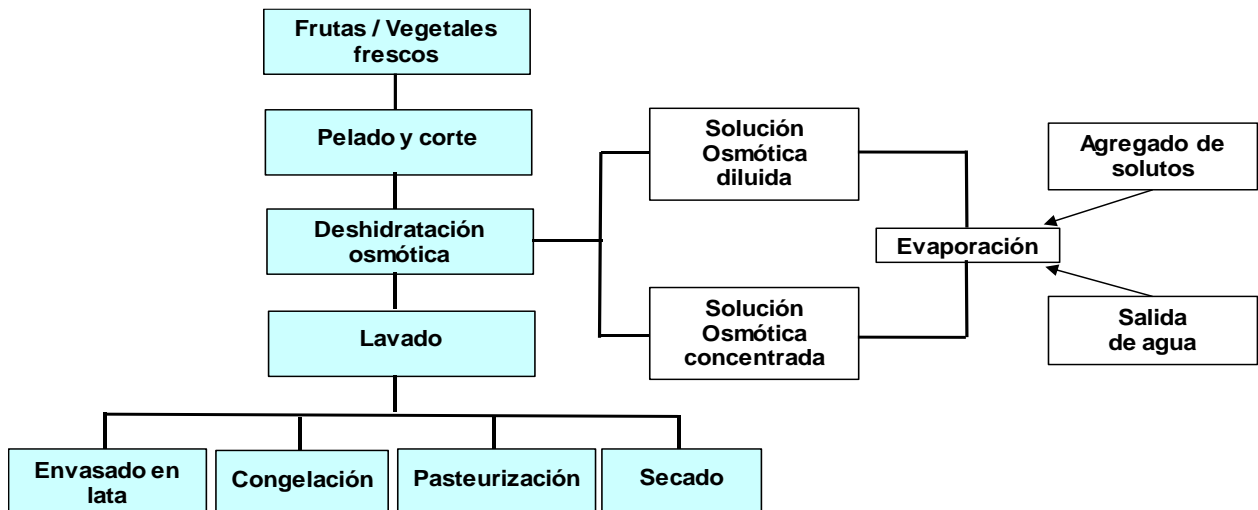 Frutas / Vegetales
frescos
Pelado y corte
Deshidratación
osmótica
Lavado
Solución
Osmótica
diluida
Solución
Osmótica
concentrada
Evaporación
Agregado de
solutos
Salida
de agua
Envasado en
lata
Congelación
Pasteurización
Secado